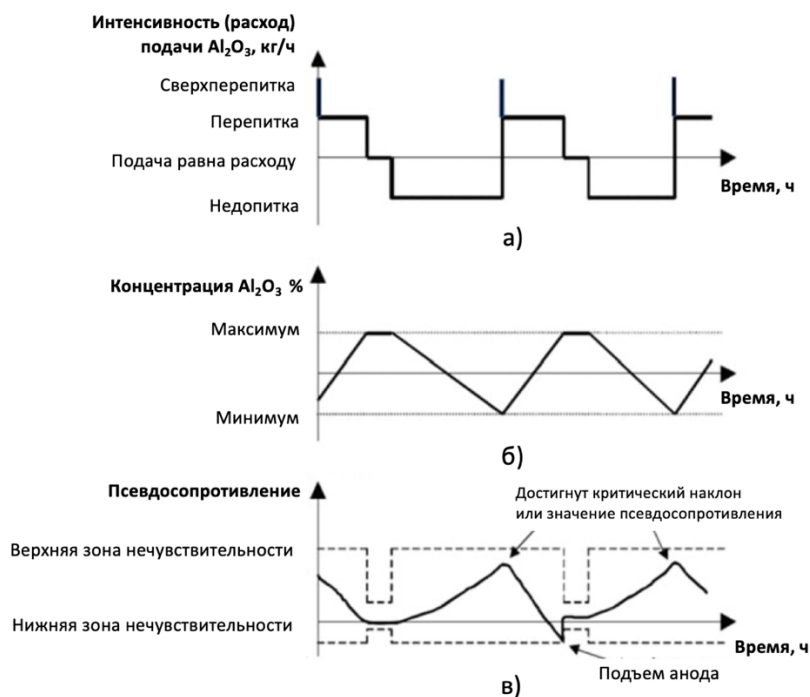 Интенсивность (расход)
подачи Al₂O₃, кг/ч
Сверхперепитка
Перепитка
Подача равна расходу
Недопитка
Время, ч
а)
Концентрация Al₂O₃ %
Максимум
Минимум
Время, ч
б)
Псевдосопротивление
Достигнут критический наклон
или значение псевдосопротивления
Верхняя зона нечувствительности
Нижняя зона нечувствительности
Время, ч
Подъем анода
в)